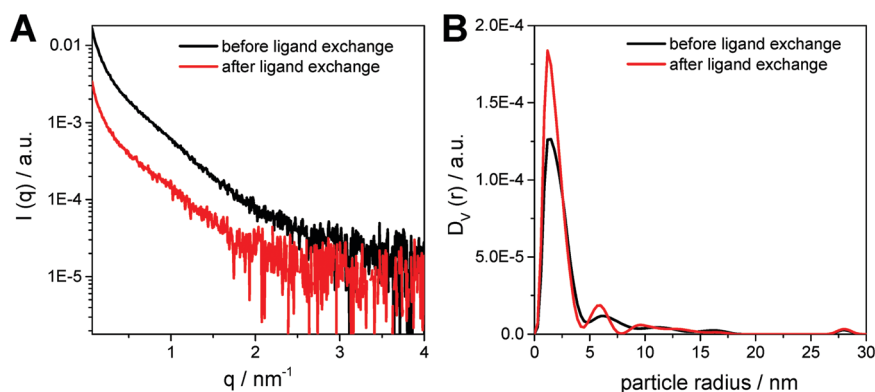 A
before ligand exchange
after ligand exchange
0.01
1E-3
1E-4
1E-5
I (q) / a.u.
1
2
3
4
q / nm⁻¹
B
before ligand exchange
after ligand exchange
2.0E-4
1.5E-4
1.0E-4
5.0E-5
0.0
D_V (r) / a.u.
0
5
10
15
20
25
30
particle radius / nm